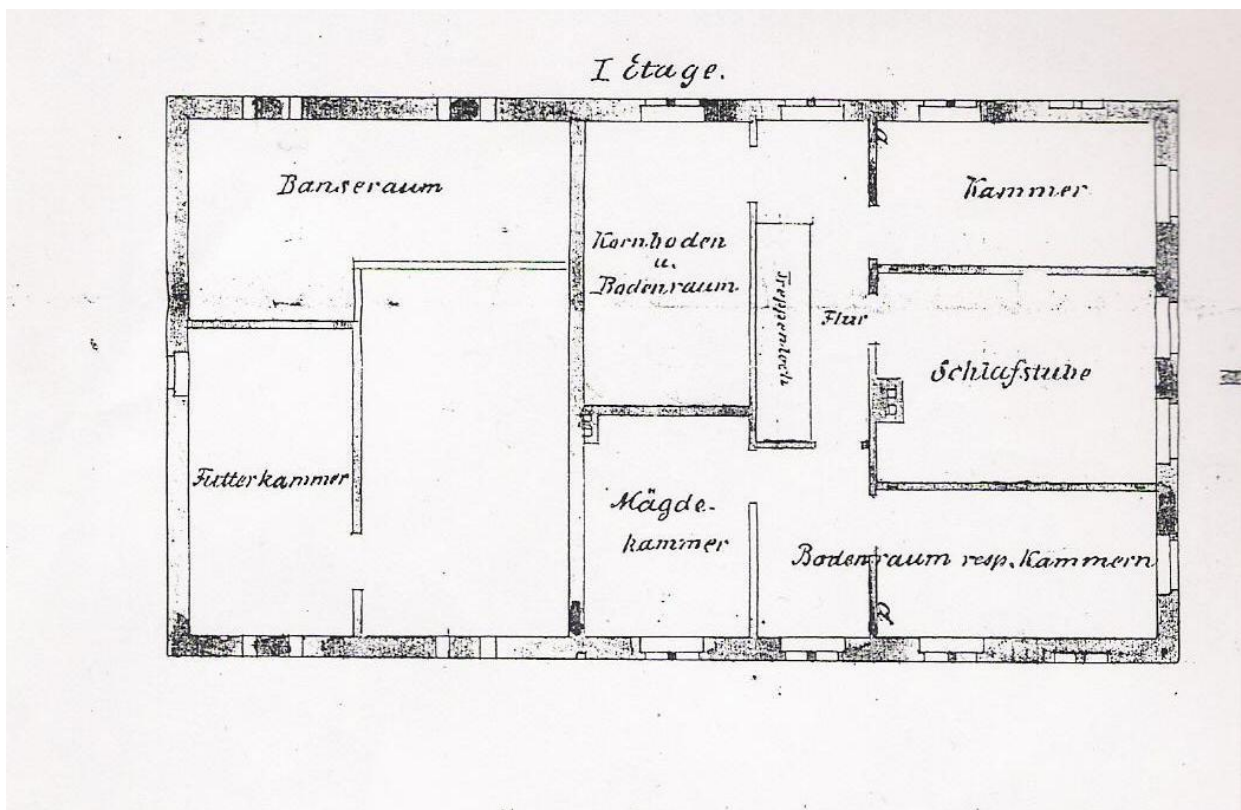 I Etage.
Banseraum
Kammer
Kornboden
u.
Bodenraum
Treppenloch
Flur
Schlafstube
Futterkammer
Mägde-
kammer
Bodenraum resp. Kammern